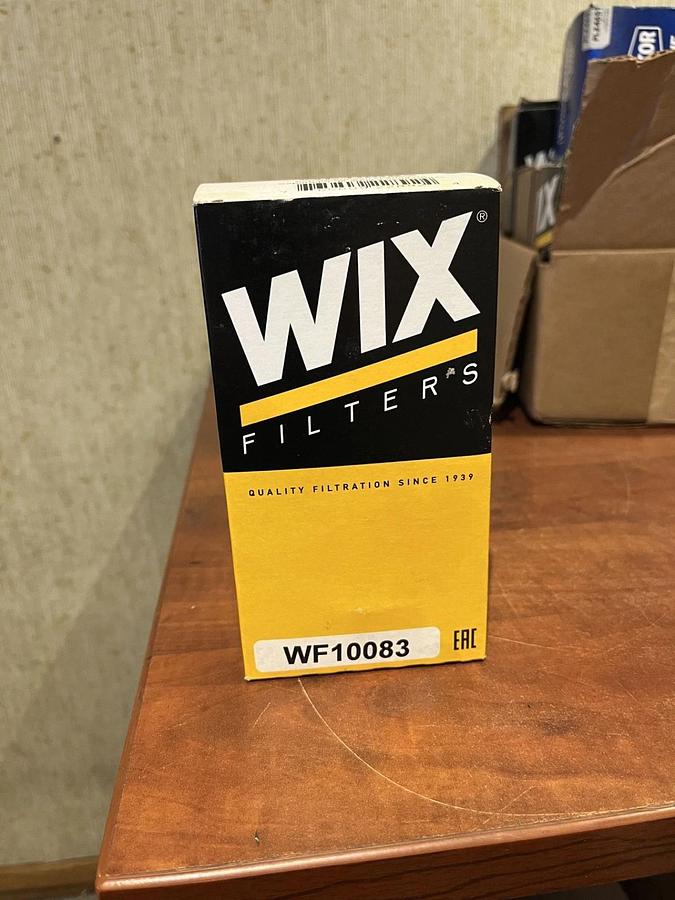 WIX®
FILTERS
QUALITY FILTRATION SINCE 1939
WF10083
EAC